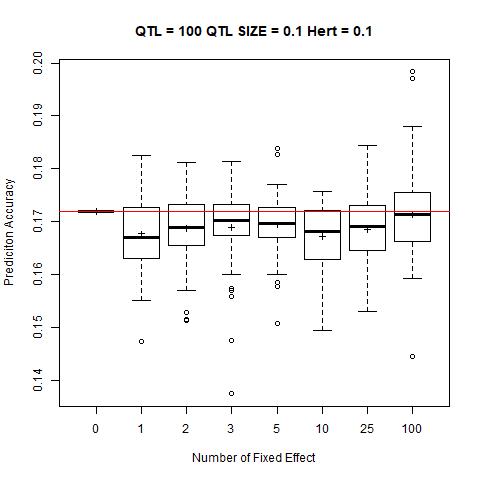 QTL = 100 QTL SIZE = 0.1 Hert = 0.1
0.20
0.19
0.18
0.17
0.16
0.15
0.14
Prediciton Accuracy
0 1 2 3 5 10 25 100
Number of Fixed Effect